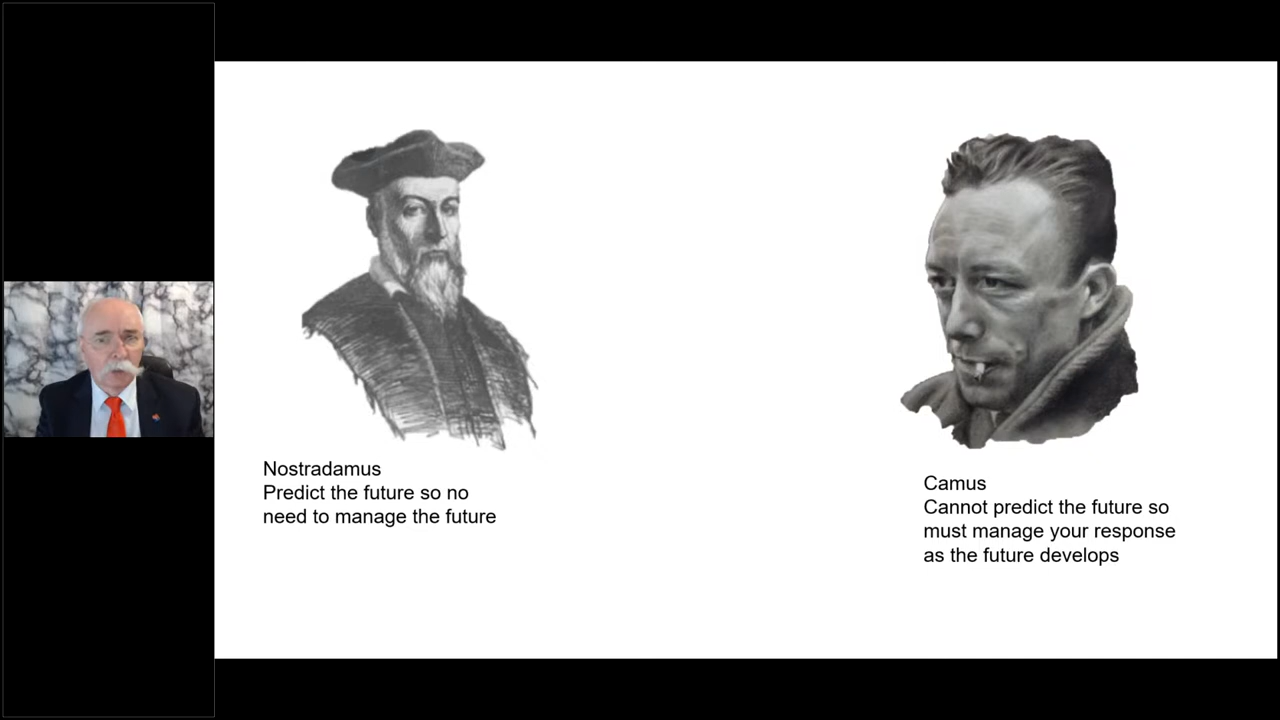 Nostradamus
Predict the future so no
need to manage the future
Camus
Cannot predict the future so
must manage your response
as the future develops